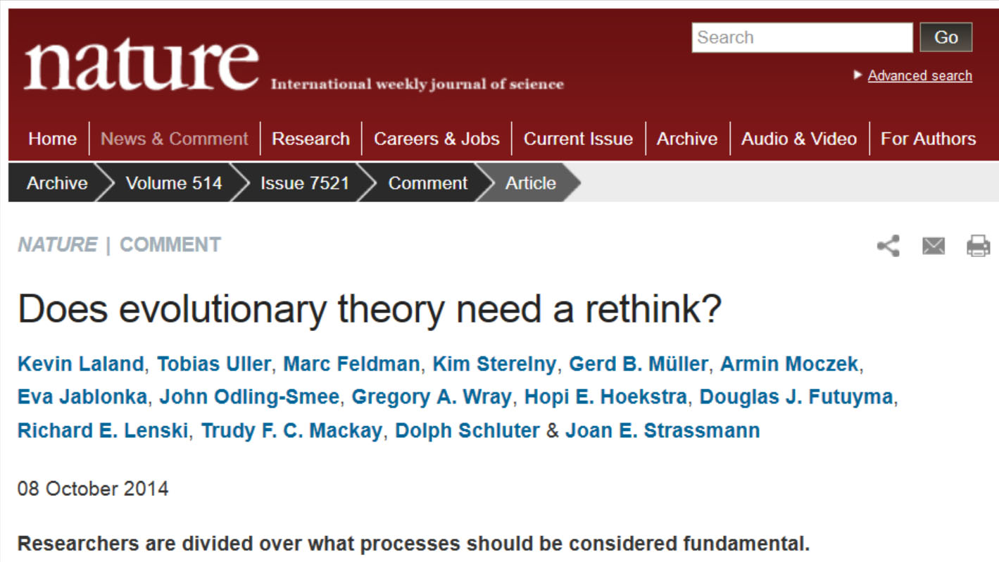 nature International weekly journal of science
Search Go
Advanced search
Home News & Comment Research Careers & Jobs Current Issue Archive Audio & Video For Authors
Archive Volume 514 Issue 7521 Comment Article
NATURE | COMMENT
Does evolutionary theory need a rethink?
Kevin Laland, Tobias Uller, Marc Feldman, Kim Sterelny, Gerd B. Müller, Armin Moczek,
Eva Jablonka, John Odling-Smee, Gregory A. Wray, Hopi E. Hoekstra, Douglas J. Futuyma,
Richard E. Lenski, Trudy F. C. Mackay, Dolph Schluter & Joan E. Strassmann
08 October 2014
Researchers are divided over what processes should be considered fundamental.